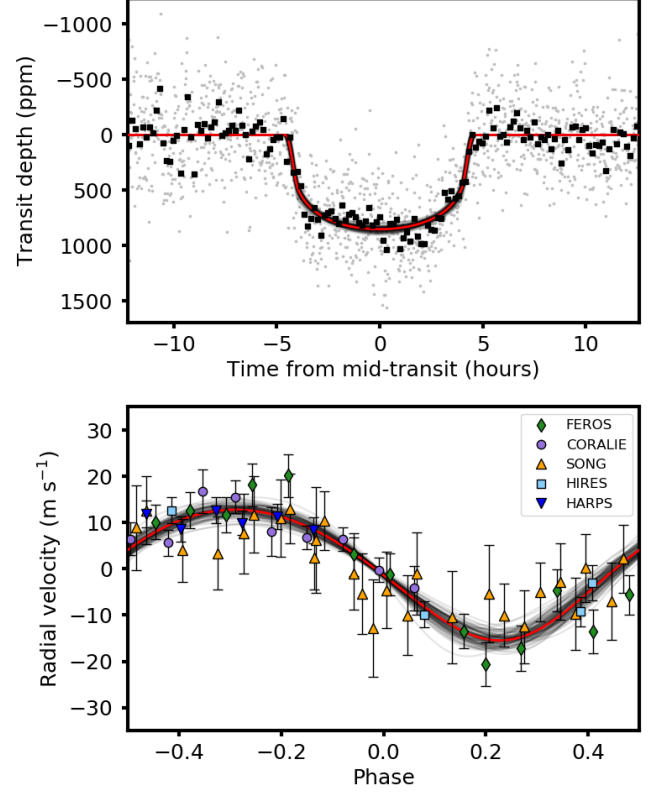 −1000
−500
0
500
1000
1500
Transit depth (ppm)
−10 −5 0 5 10
Time from mid-transit (hours)
30
20
10
0
−10
−20
−30
Radial velocity (m s⁻¹)
FEROS
CORALIE
SONG
HIRES
HARPS
−0.4 −0.2 0.0 0.2 0.4
Phase